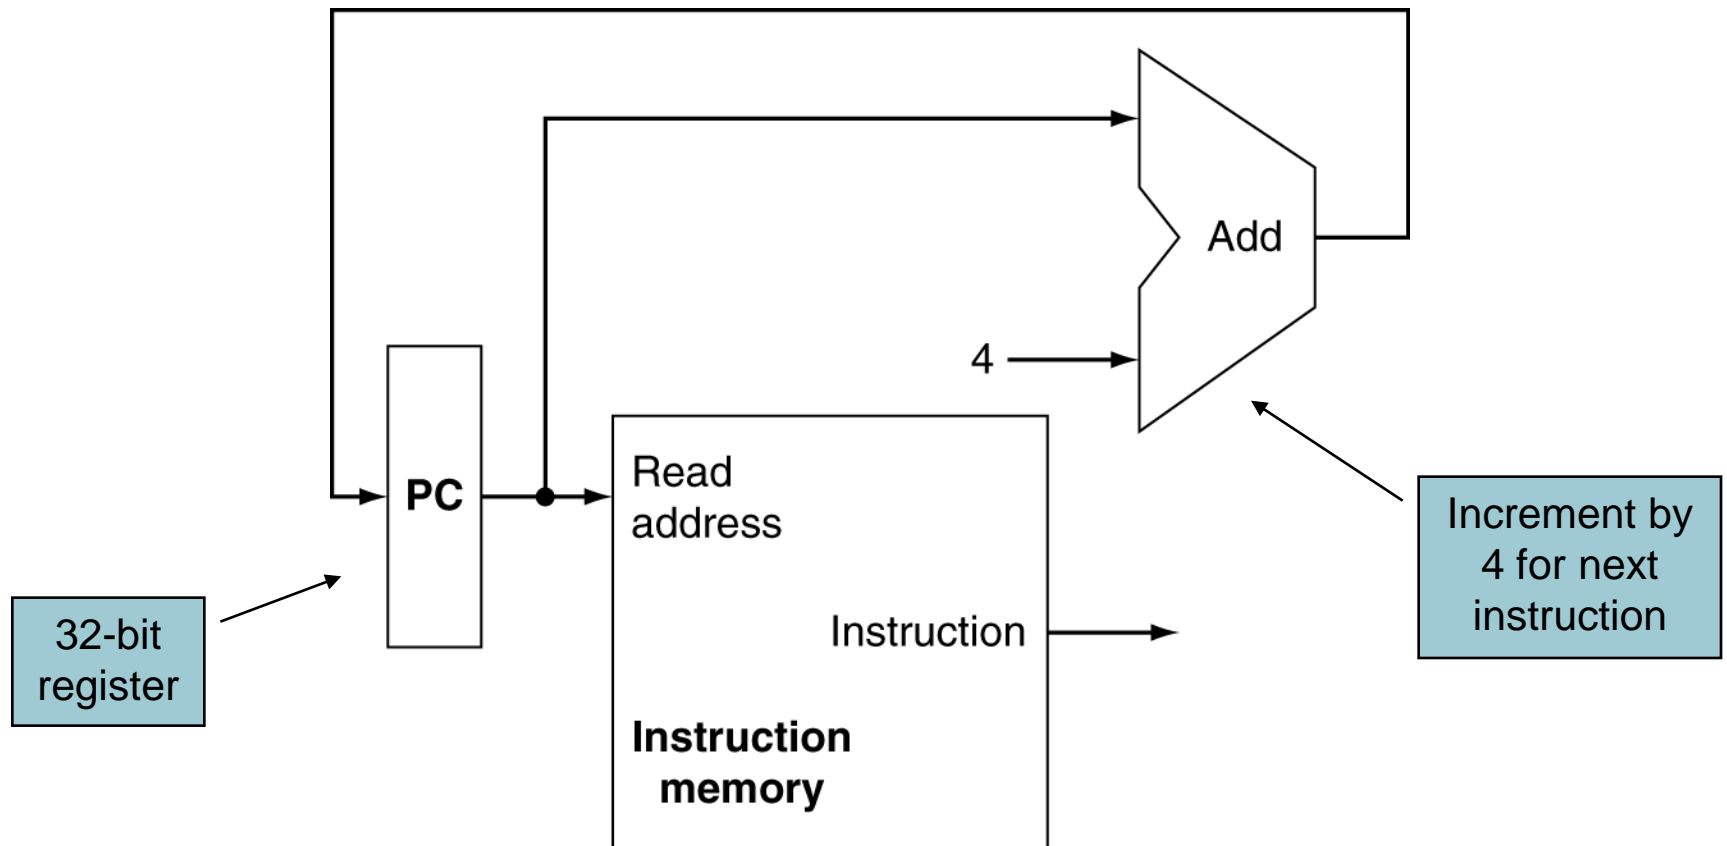 Add
4
PC
Read
address
Instruction
Instruction
memory
32-bit
register
Increment by
4 for next
instruction